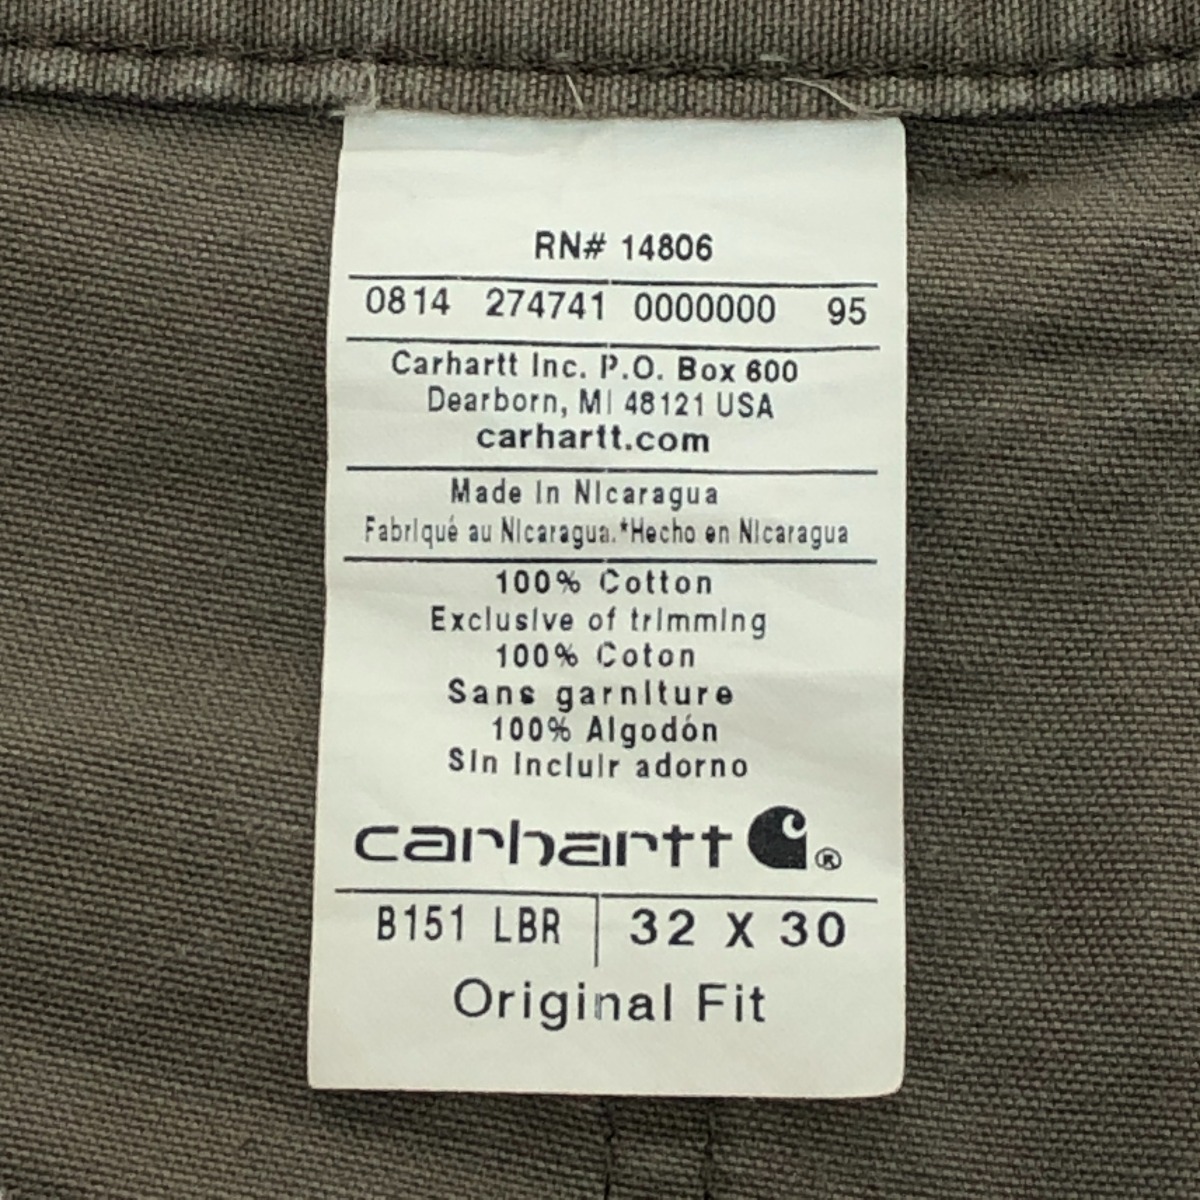 RN# 14806
0814 274741 0000000 95
Carhartt Inc. P.O. Box 600
Dearborn, MI 48121 USA
carhartt.com
Made in Nicaragua
Fabriqué au Nicaragua.*Hecho en Nicaragua
100% Cotton
Exclusive of trimming
100% Coton
Sans garniture
100% Algodón
Sin incluir adorno
carhartt ®
B151 LBR 32 X 30
Original Fit